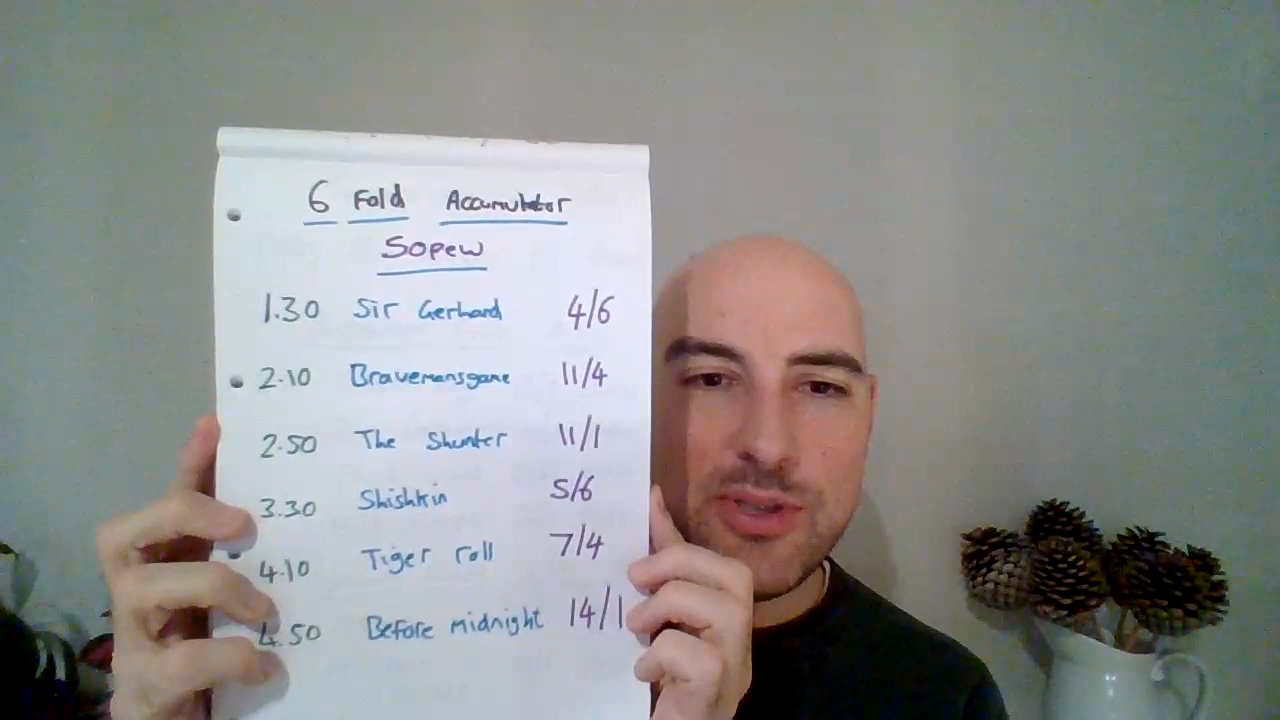 6 Fold Accumulator
50pew
1.30 Sir Gerhard 4/6
2.10 Bravemansgame 11/4
2.50 The Shunter 11/1
3.30 Shishkin 5/6
4.10 Tiger roll 7/4
4.50 Before midnight 14/1